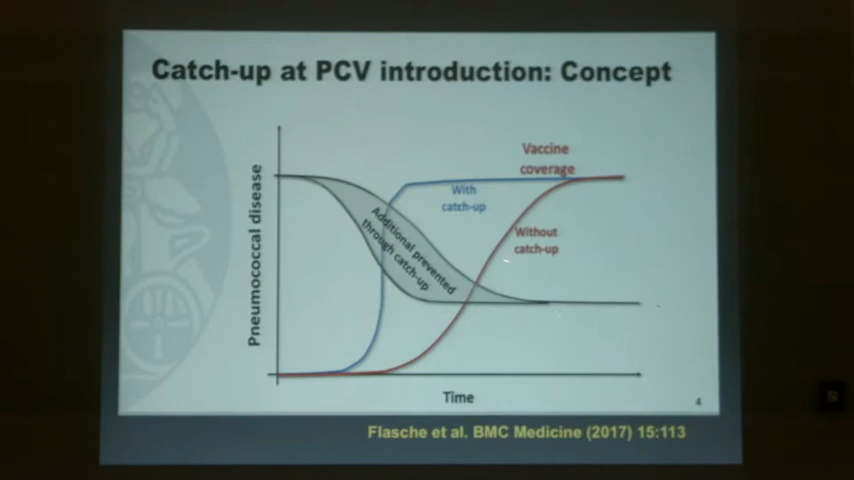 Catch-up at PCV introduction: Concept
Vaccine
coverage
With
catch-up
Without
catch-up
Additional prevented
through catch-up
Pneumococcal disease
Time
4
Flasche et al. BMC Medicine (2017) 15:113